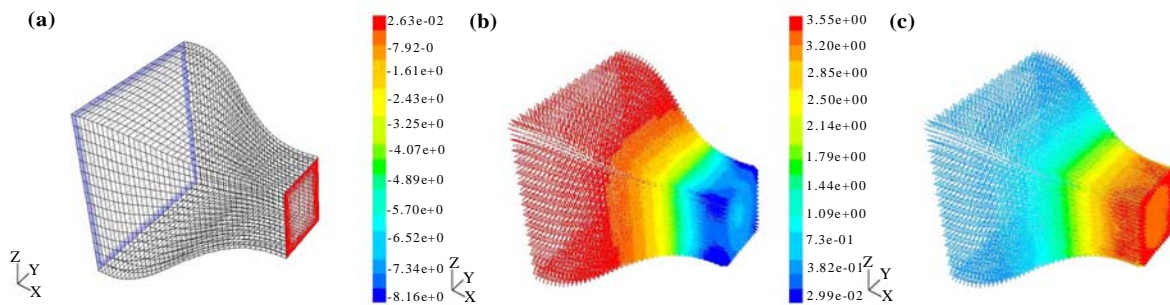 (a)
Z
Y
X
2.63e-02
-7.92-0
-1.61e+0
-2.43e+0
-3.25e+0
-4.07e+0
-4.89e+0
-5.70e+0
-6.52e+0
-7.34e+0
-8.16e+0
(b)
Z
Y
X
3.55e+00
3.20e+00
2.85e+00
2.50e+00
2.14e+00
1.79e+00
1.44e+00
1.09e+00
7.3e-01
3.82e-01
2.99e-02
(c)
Z
Y
X